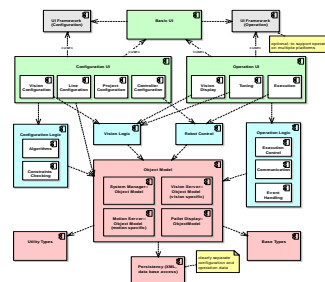 UI Framework
(Configuration)
Basic UI
UI Framework
(Operation)
optional: to support operation
on multiple platforms
Configuration UI
Vision
Configuration
Line
Configuration
Project
Configuration
Controller
Configuration
Operation UI
Vision
Display
Tuning
Execution
Configuration Logic
Algorithms
Constraints
Checking
Vision Logic
Robot Control
Operation Logic
Execution
Control
Communication
Event
Handling
Object Model
System Manager::
Object Model
Vision Server::
Object Model
(vision specific)
Motion Server::
Object Model
(motion specific)
Pallet Display::
ObjectModel
Utility Types
Base Types
Persistency (XML,
data base access)
clearly separate
configuration and
operation data